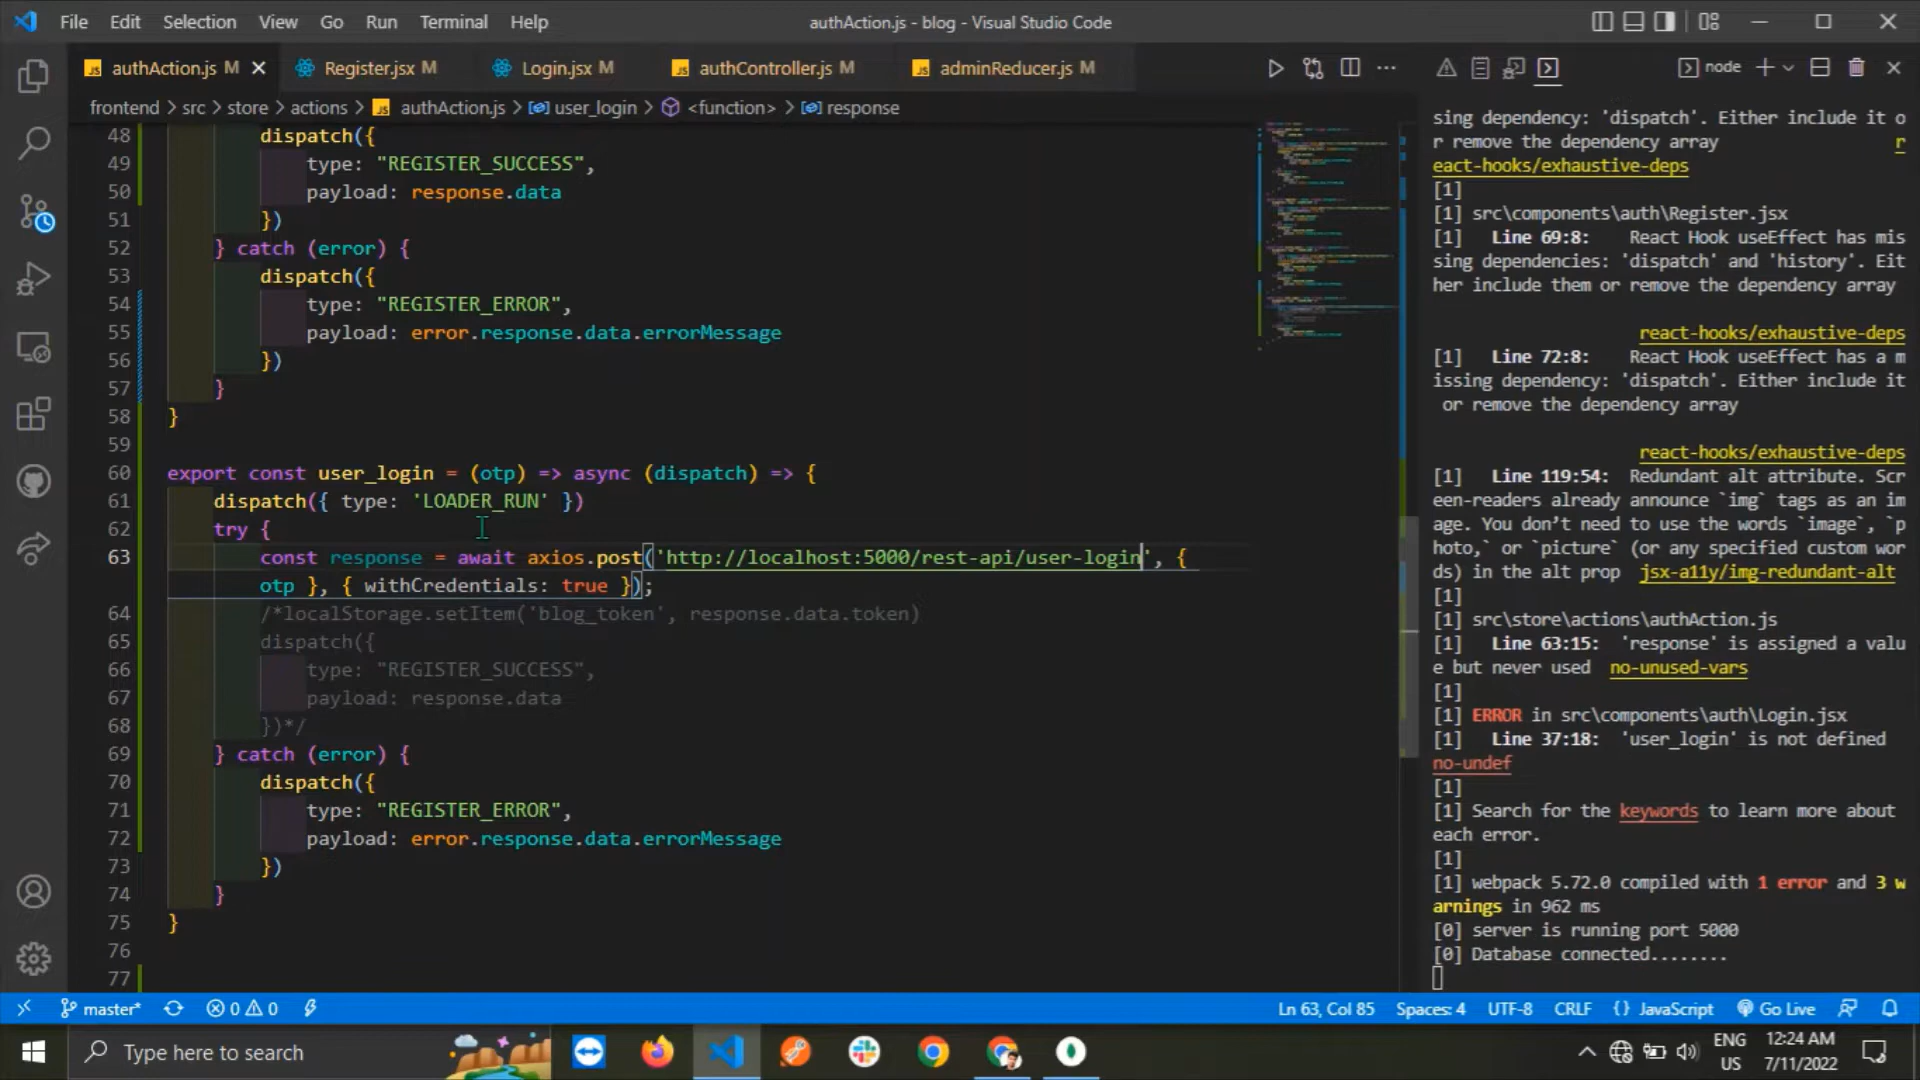 File Edit Selection View Go Run Terminal Help
authAction.js - blog - Visual Studio Code
authAction.js M
Register.jsx M
Login.jsx M
authController.js M
adminReducer.js M
node
frontend > src > store > actions > authAction.js > user_login > <function> > response
48 dispatch({
49 type: "REGISTER_SUCCESS",
50 payload: response.data
51 })
52 } catch (error) {
53 dispatch({
54 type: "REGISTER_ERROR",
55 payload: error.response.data.errorMessage
56 })
57 }
58 }
59
60 export const user_login = (otp) => async (dispatch) => {
61 dispatch({ type: 'LOADER_RUN' })
62 try {
63 const response = await axios.post('http://localhost:5000/rest-api/user-login', {
otp }, { withCredentials: true });
64 /*localStorage.setItem('blog_token', response.data.token)
65 dispatch({
66 type: "REGISTER_SUCCESS",
67 payload: response.data
68 })*/
69 } catch (error) {
70 dispatch({
71 type: "REGISTER_ERROR",
72 payload: error.response.data.errorMessage
73 })
74 }
75 }
76
77
sing dependency: 'dispatch'. Either include it o
r remove the dependency array r
eact-hooks/exhaustive-deps
[1]
[1] src\components\auth\Register.jsx
[1] Line 69:8: React Hook useEffect has mis
sing dependencies: 'dispatch' and 'history'. Eit
her include them or remove the dependency array
react-hooks/exhaustive-deps
[1] Line 72:8: React Hook useEffect has a m
issing dependency: 'dispatch'. Either include it
or remove the dependency array
react-hooks/exhaustive-deps
[1] Line 119:54: Redundant alt attribute. Scr
een-readers already announce `img` tags as an im
age. You don’t need to use the words `image`, `p
hoto,` or `picture` (or any specified custom wor
ds) in the alt prop jsx-a11y/img-redundant-alt
[1]
[1] src\store\actions\authAction.js
[1] Line 63:15: 'response' is assigned a valu
e but never used no-unused-vars
[1]
[1] ERROR in src\components\auth\Login.jsx
[1] Line 37:18: 'user_login' is not defined
no-undef
[1]
[1] Search for the keywords to learn more about
each error.
[1]
[1] webpack 5.72.0 compiled with 1 error and 3 w
arnings in 962 ms
[0] server is running port 5000
[0] Database connected........
master* 0 0 Ln 63, Col 85 Spaces: 4 UTF-8 CRLF {} JavaScript Go Live
Type here to search
ENG
US
12:24 AM
7/11/2022